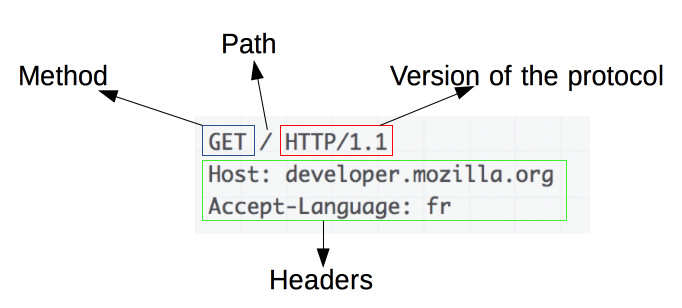 Path
Method
Version of the protocol
GET / HTTP/1.1
Host: developer.mozilla.org
Accept-Language: fr
Headers